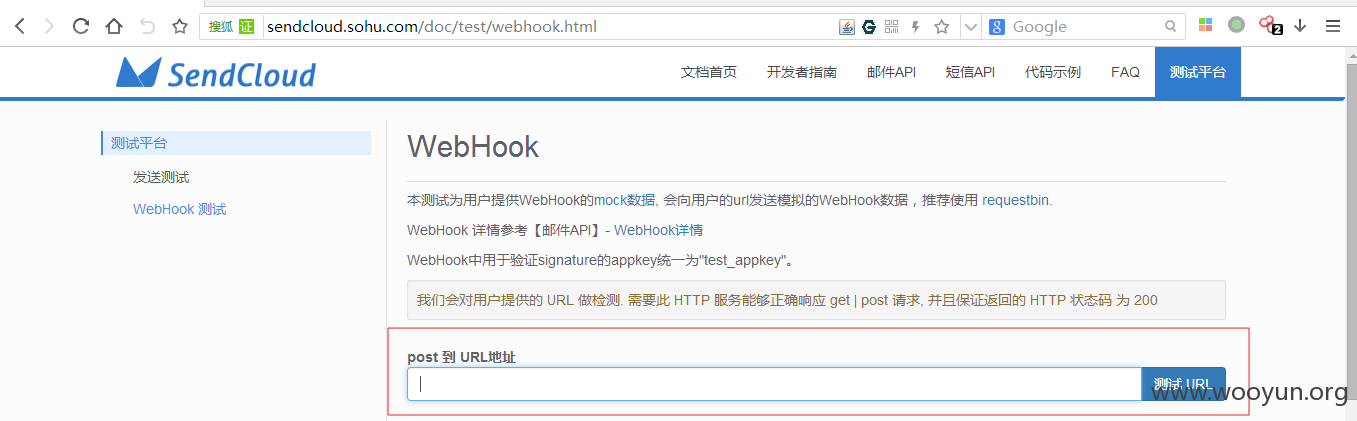 搜狐 证 sendcloud.sohu.com/doc/test/webhook.html
Google
2
SendCloud
文档首页 开发者指南 邮件API 短信API 代码示例 FAQ 测试平台
测试平台
发送测试
WebHook 测试
WebHook
本测试为用户提供WebHook的mock数据, 会向用户的url发送模拟的WebHook数据，推荐使用 requestbin.
WebHook 详情参考【邮件API】- WebHook详情
WebHook中用于验证signature的appkey统一为"test_appkey"。
我们会对用户提供的 URL 做检测. 需要此 HTTP 服务能够正确响应 get | post 请求, 并且保证返回的 HTTP 状态码 为 200
post 到 URL地址
测试 URL
www.wooyun.org